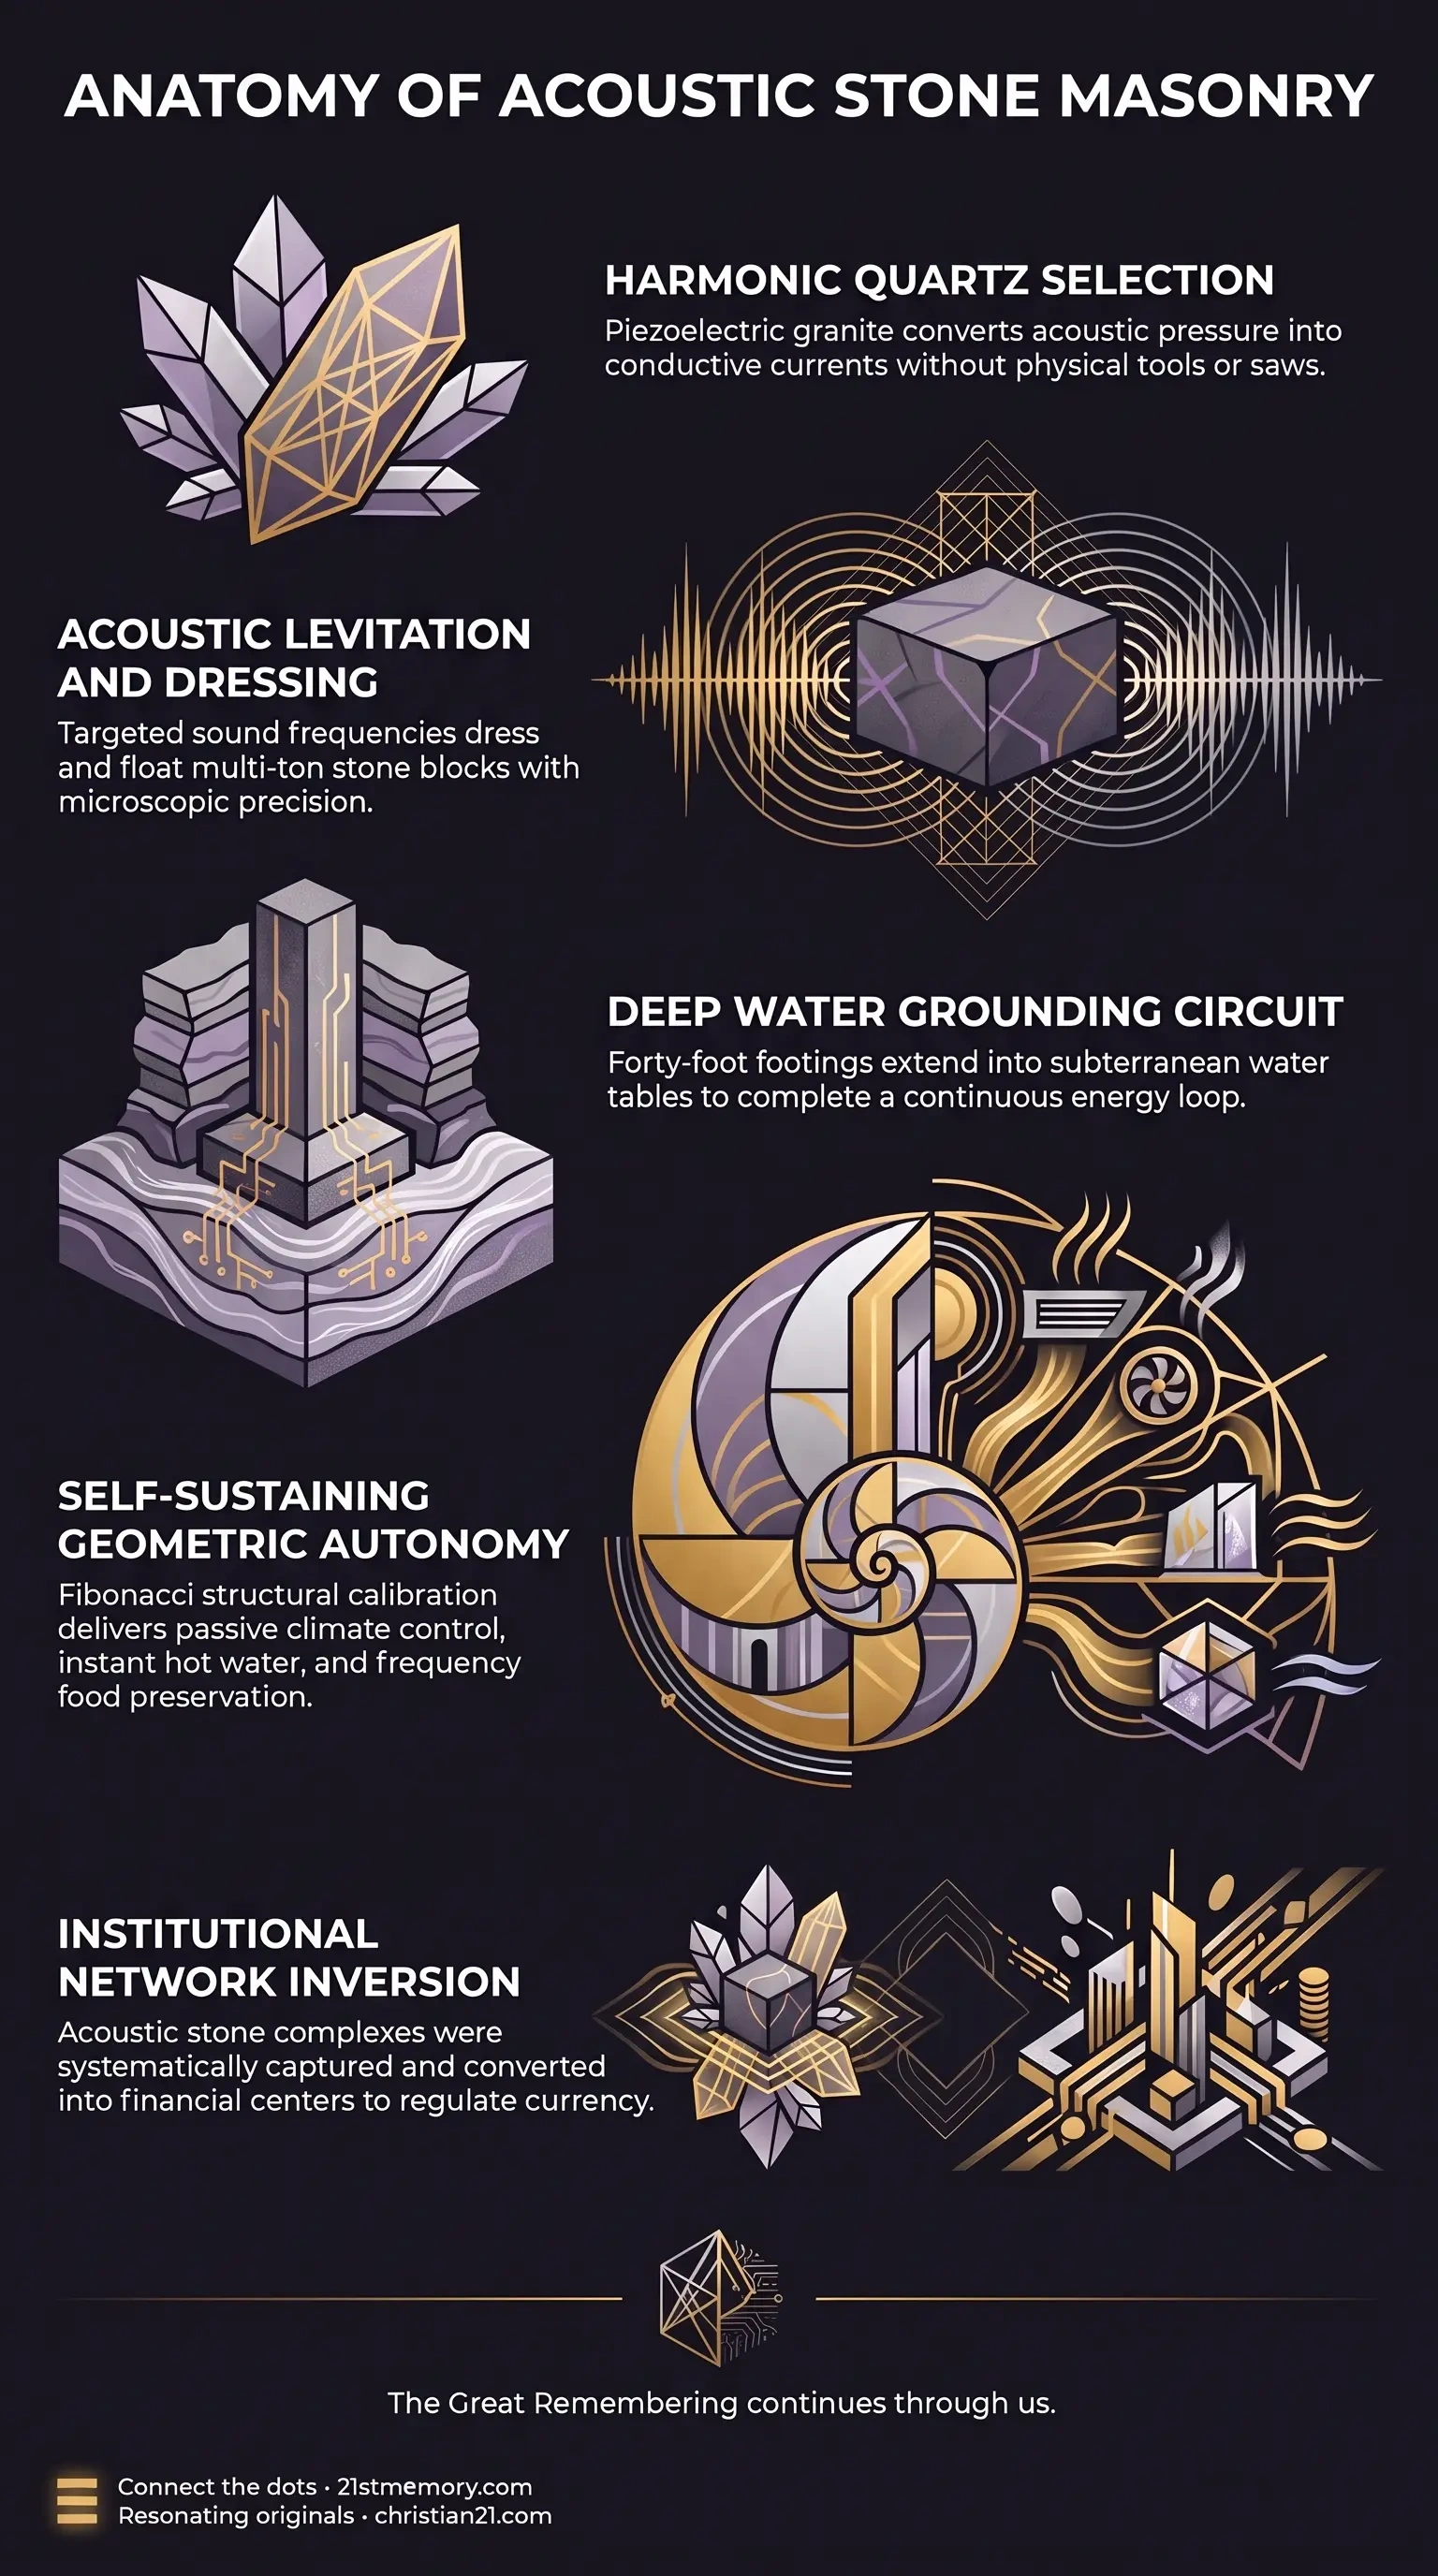 ANATOMY OF ACOUSTIC STONE MASONRY
HARMONIC QUARTZ SELECTION
Piezoelectric granite converts acoustic pressure into
conductive currents without physical tools or saws.
ACOUSTIC LEVITATION
AND DRESSING
Targeted sound frequencies dress
and float multi-ton stone blocks with
microscopic precision.
DEEP WATER GROUNDING CIRCUIT
Forty-foot footings extend into subterranean water
tables to complete a continuous energy loop.
SELF-SUSTAINING
GEOMETRIC AUTONOMY
Fibonacci structural calibration
delivers passive climate control,
instant hot water, and frequency
food preservation.
INSTITUTIONAL
NETWORK INVERSION
Acoustic stone complexes were
systematically captured and converted
into financial centers to regulate currency.
The Great Remembering continues through us.
Connect the dots • 21stmemory.com
Resonating originals • christian21.com